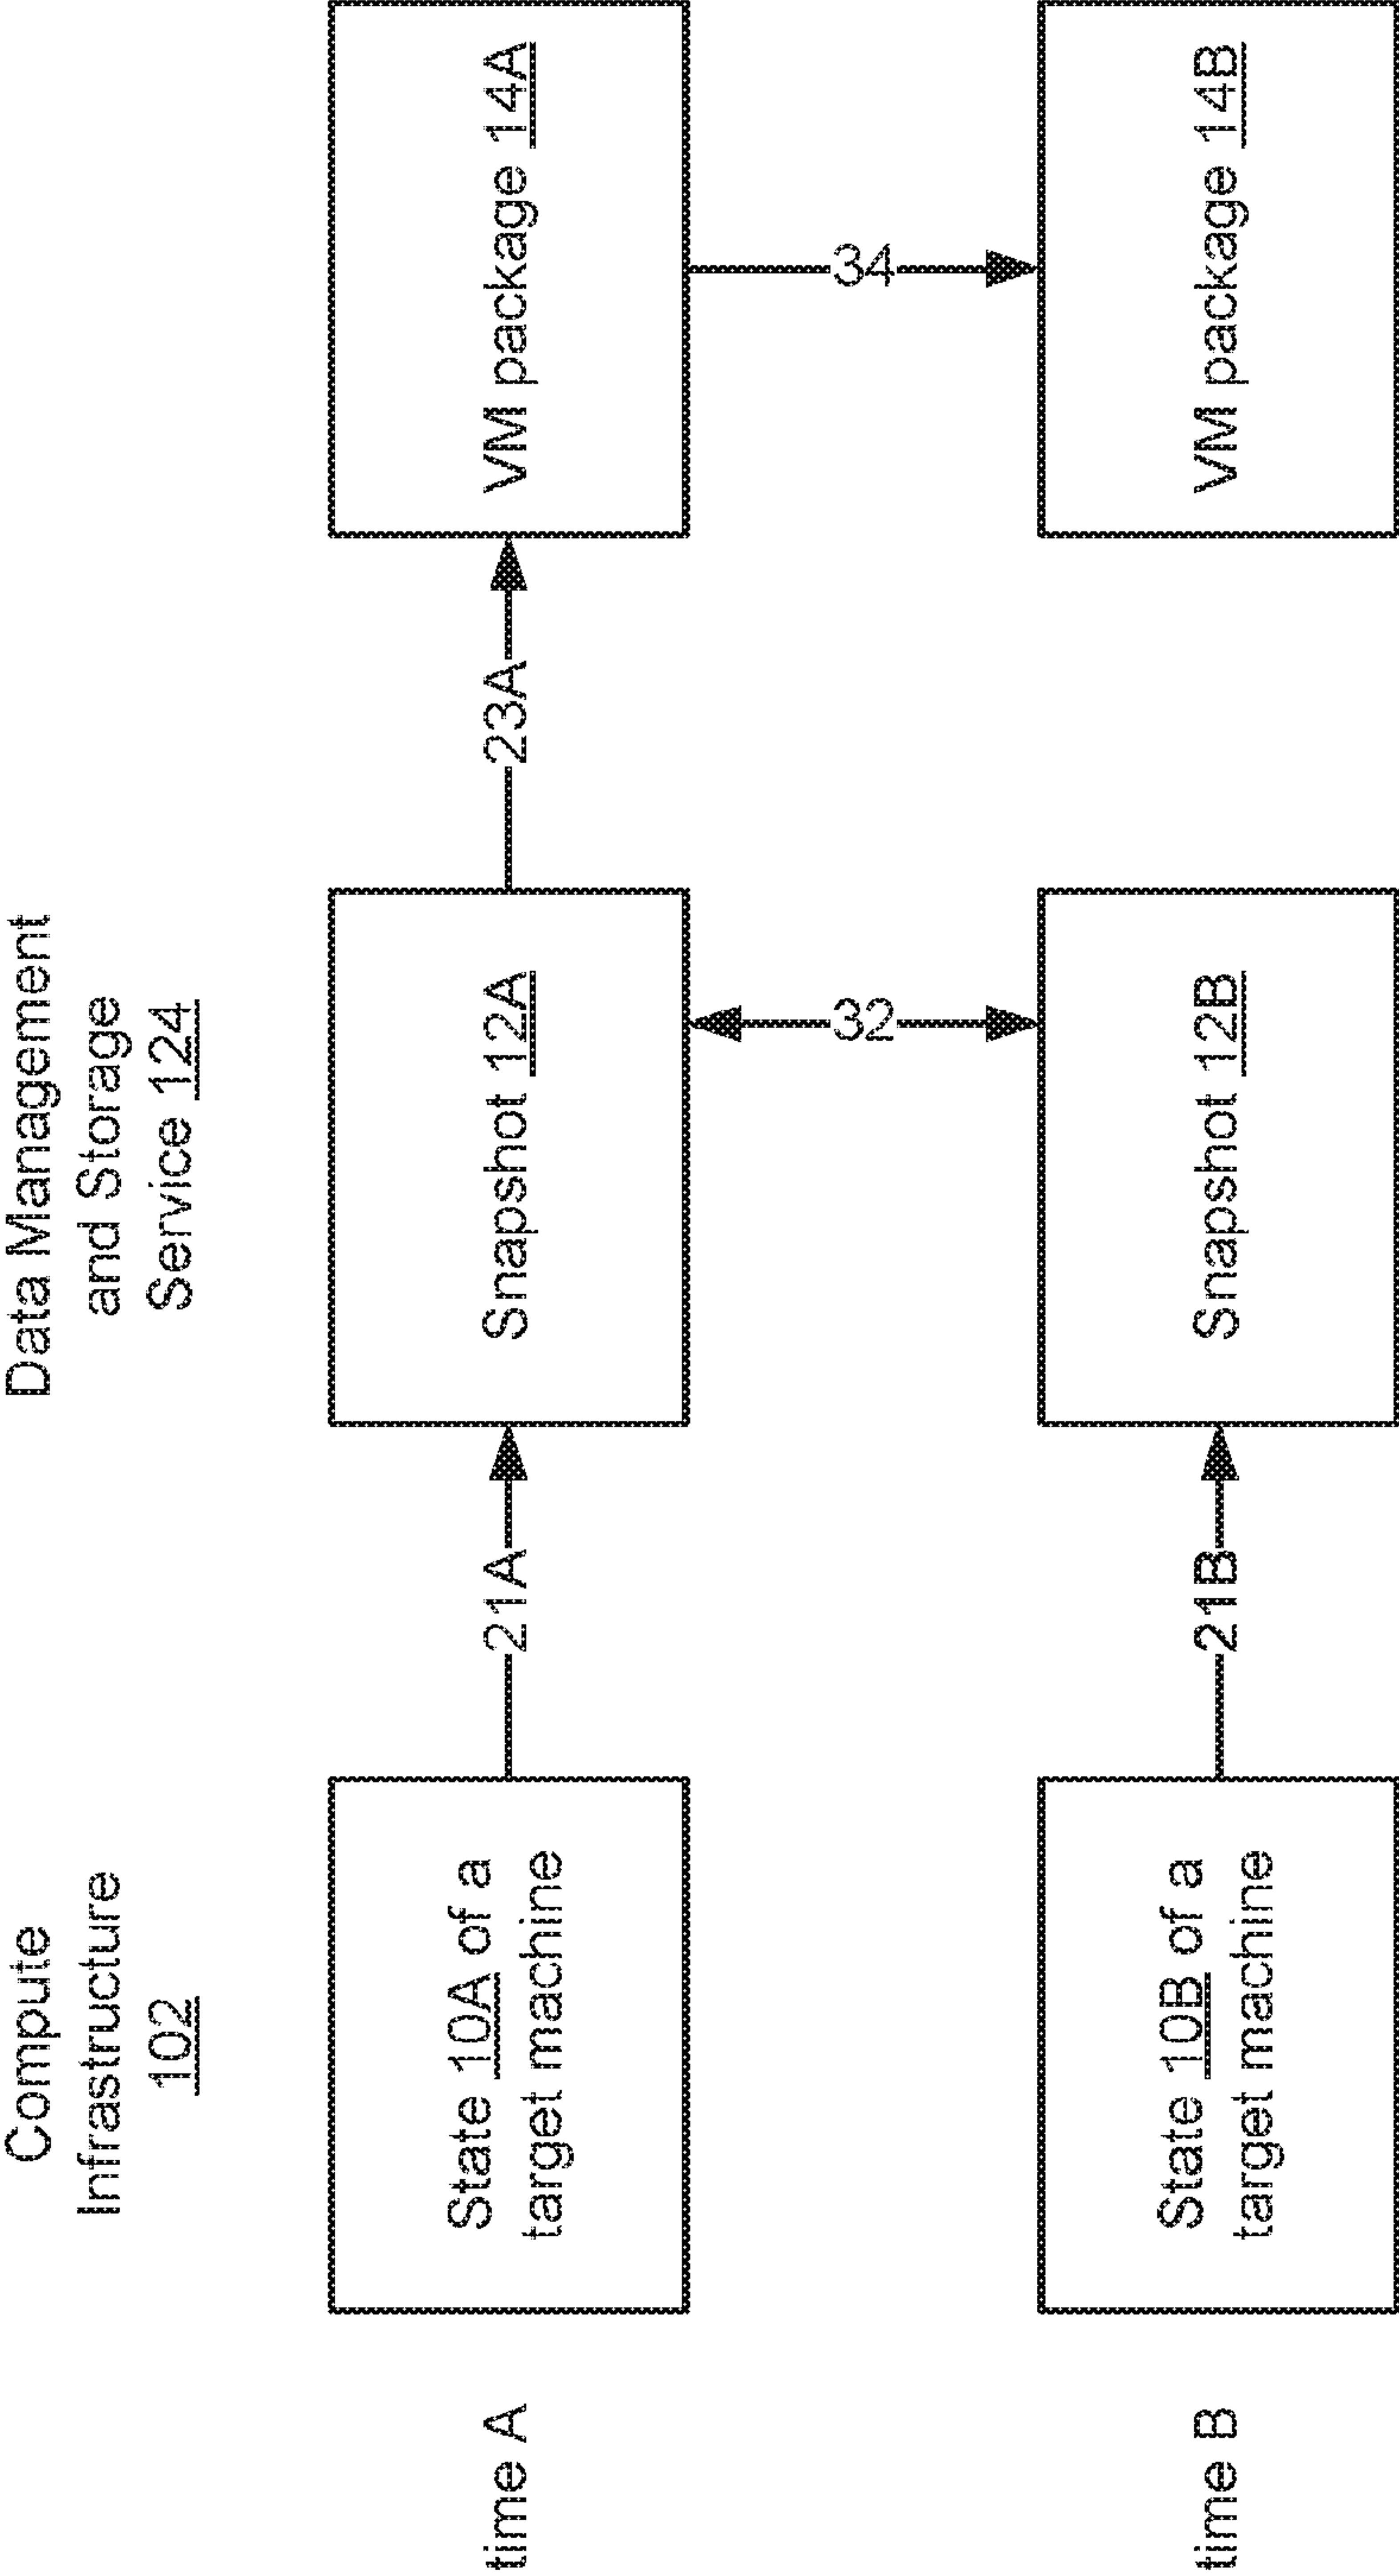 Compute
Infrastructure
102
Data Management
and Storage
Service 124
time A
State 10A of a
target machine
21A
Snapshot 12A
23A
VM package 14A
32
34
time B
State 10B of a
target machine
21B
Snapshot 12B
VM package 14B